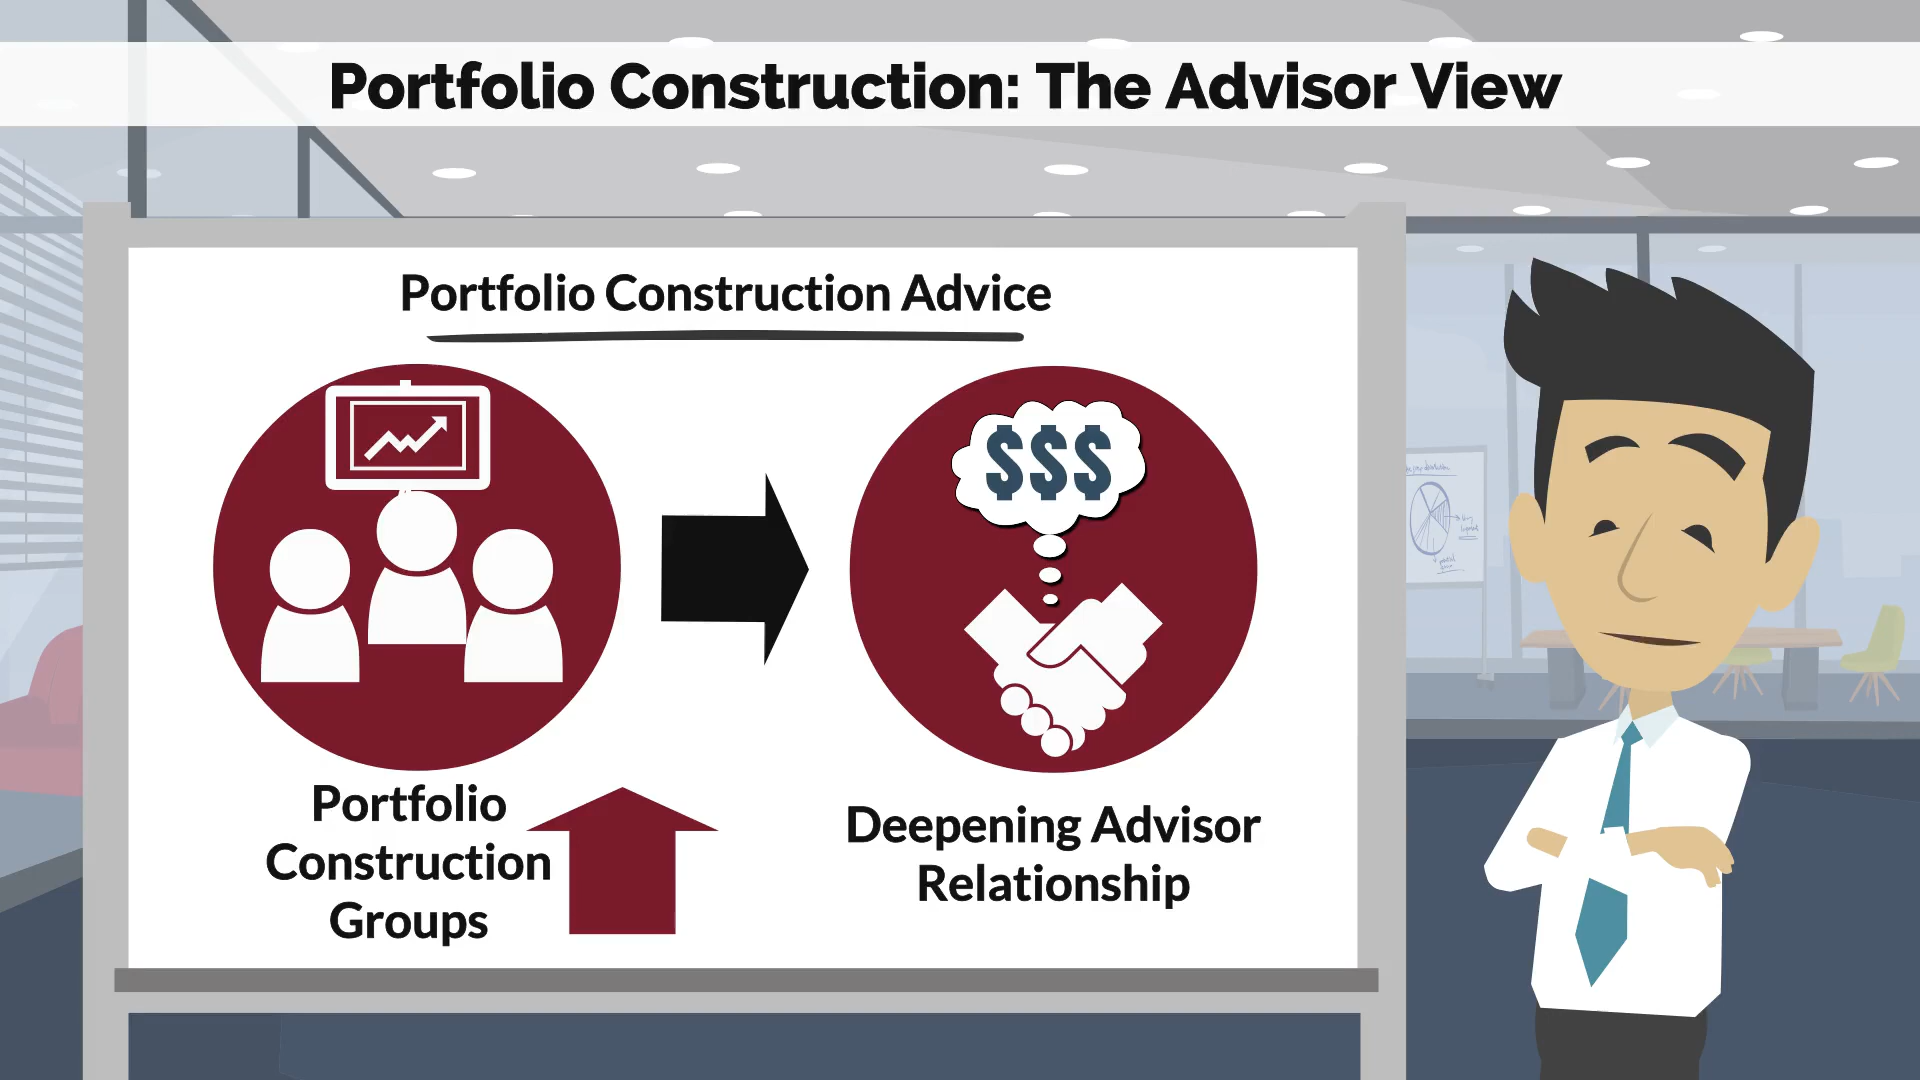 Portfolio Construction: The Advisor View
Portfolio Construction Advice
$$$
Portfolio
Construction
Groups
Deepening Advisor
Relationship